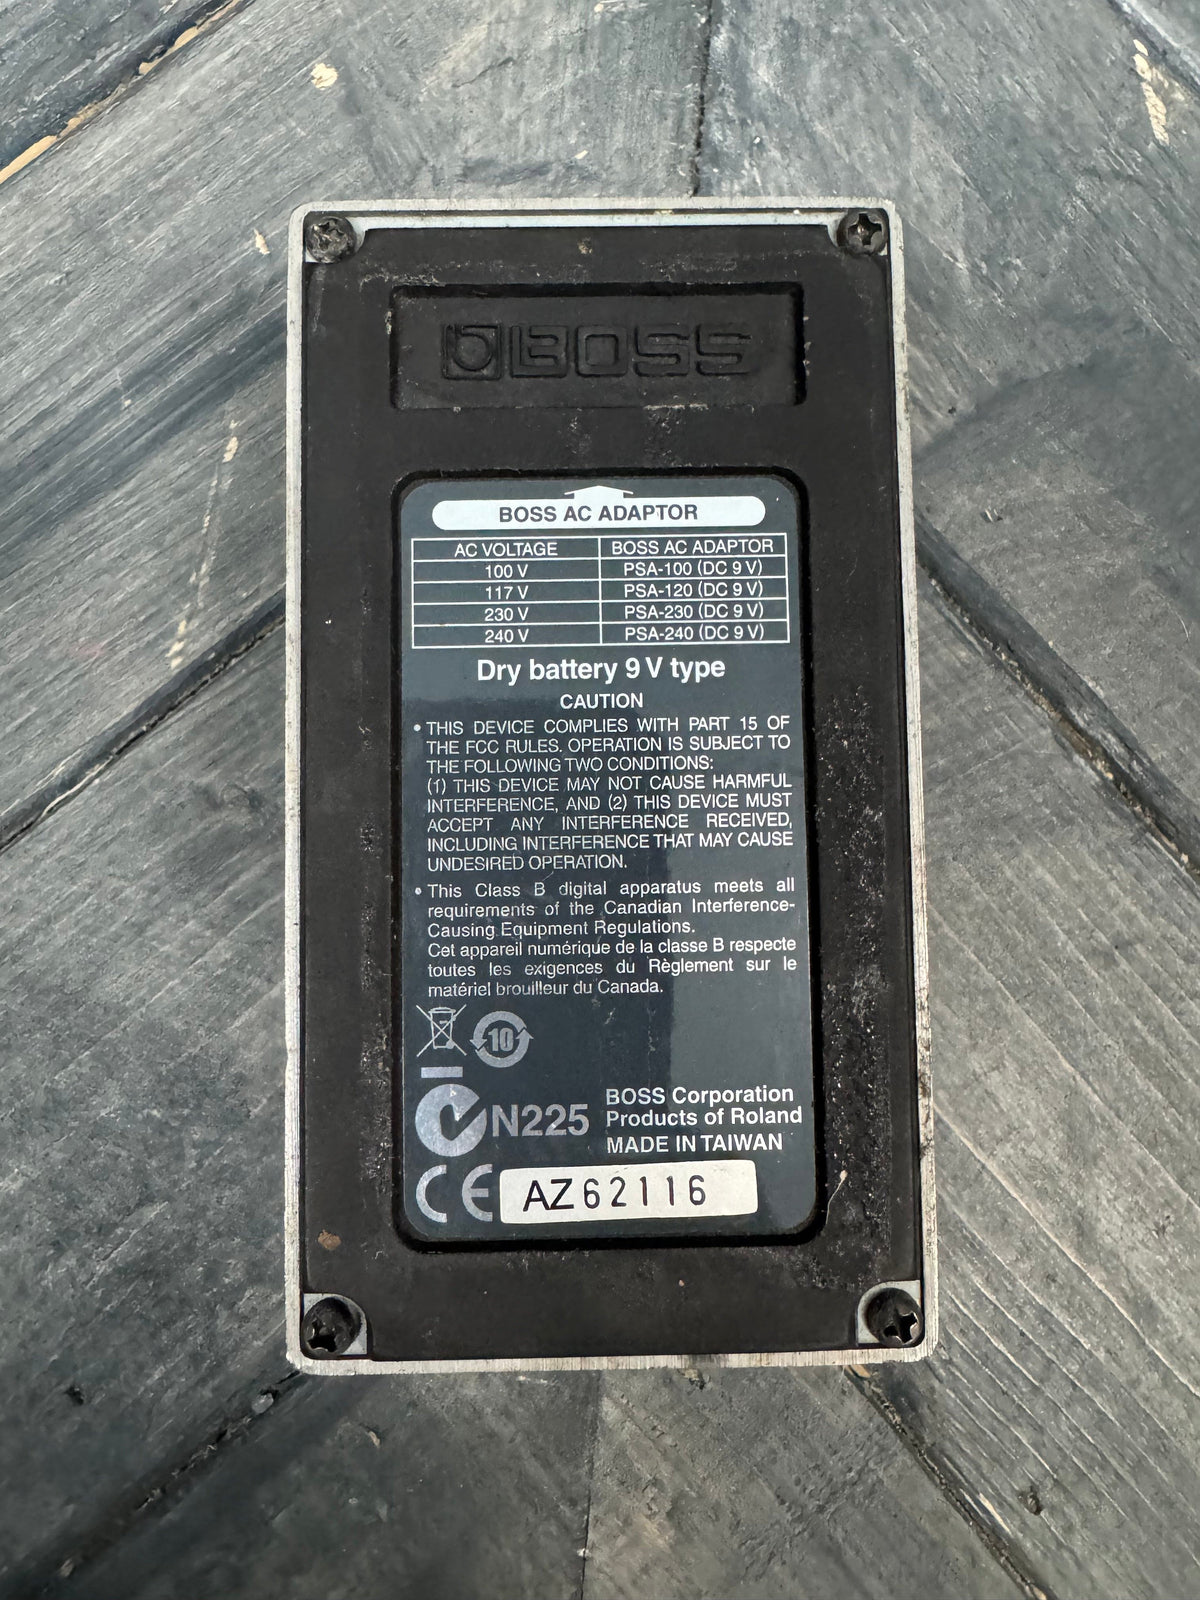 BOSS
BOSS AC ADAPTOR
AC VOLTAGE BOSS AC ADAPTOR
100 V PSA-100 (DC 9 V)
117 V PSA-120 (DC 9 V)
230 V PSA-230 (DC 9 V)
240 V PSA-240 (DC 9 V)
Dry battery 9 V type
CAUTION
• THIS DEVICE COMPLIES WITH PART 15 OF
THE FCC RULES. OPERATION IS SUBJECT TO
THE FOLLOWING TWO CONDITIONS:
(1) THIS DEVICE MAY NOT CAUSE HARMFUL
INTERFERENCE, AND (2) THIS DEVICE MUST
ACCEPT ANY INTERFERENCE RECEIVED,
INCLUDING INTERFERENCE THAT MAY CAUSE
UNDESIRED OPERATION.
• This Class B digital apparatus meets all
requirements of the Canadian Interference-
Causing Equipment Regulations.
Cet appareil numérique de la classe B respecte
toutes les exigences du Règlement sur le
matériel brouilleur du Canada.
10
N225
BOSS Corporation
Products of Roland
MADE IN TAIWAN
CE
AZ62116